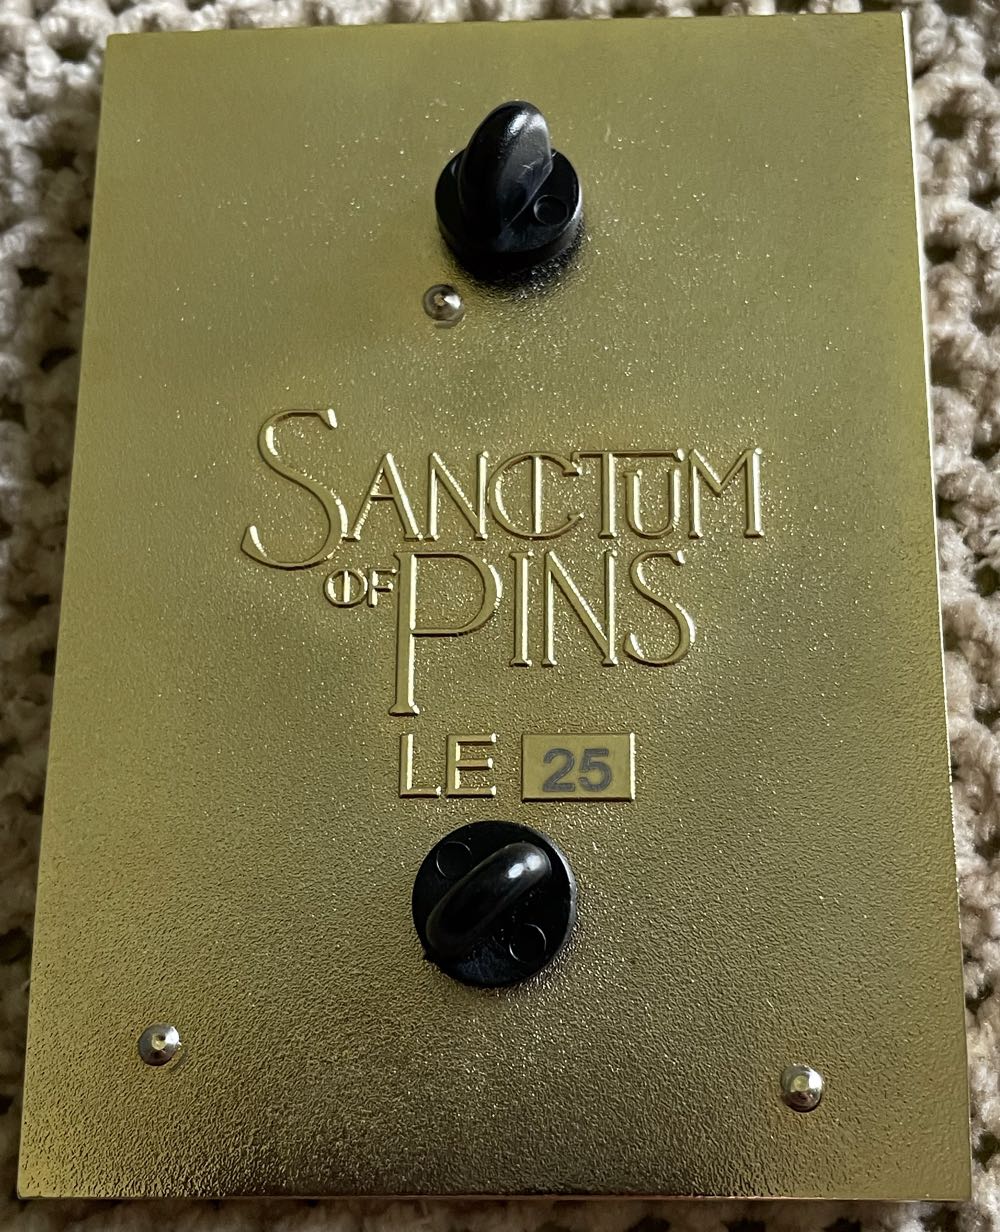 SANCTUM
OF PINS
LE 25